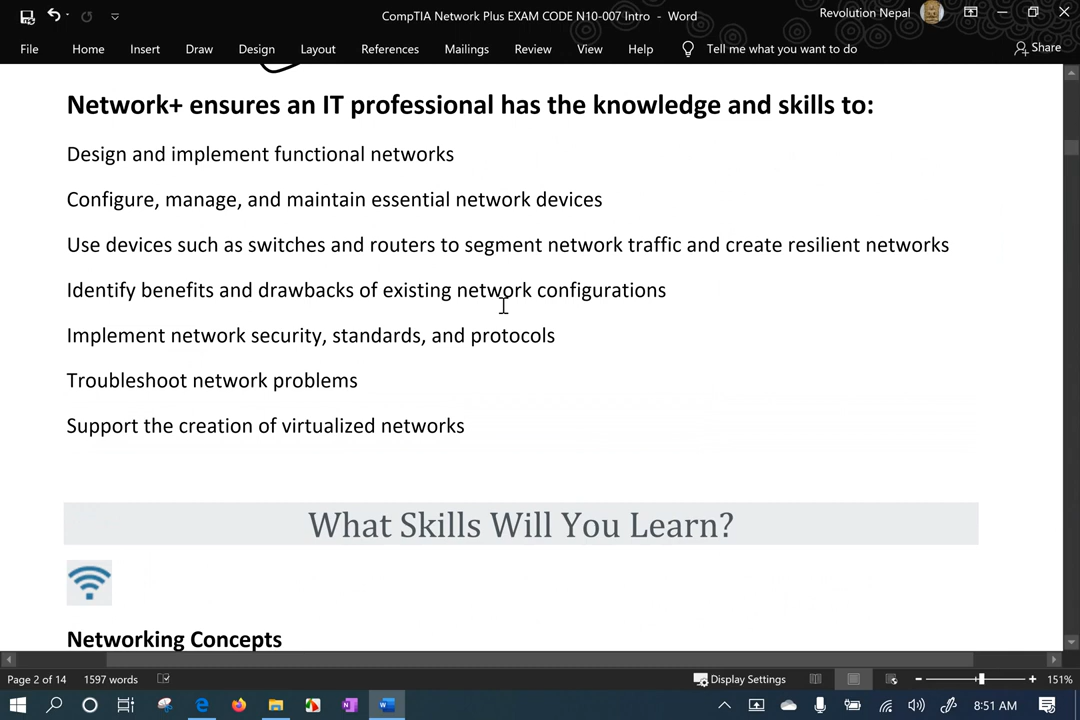 CompTIA Network Plus EXAM CODE N10-007 Intro - Word
Revolution Nepal
File Home Insert Draw Design Layout References Mailings Review View Help Tell me what you want to do Share
Network+ ensures an IT professional has the knowledge and skills to:
Design and implement functional networks
Configure, manage, and maintain essential network devices
Use devices such as switches and routers to segment network traffic and create resilient networks
Identify benefits and drawbacks of existing network configurations
Implement network security, standards, and protocols
Troubleshoot network problems
Support the creation of virtualized networks
What Skills Will You Learn?
Networking Concepts
Page 2 of 14 1597 words Display Settings 151%
8:51 AM